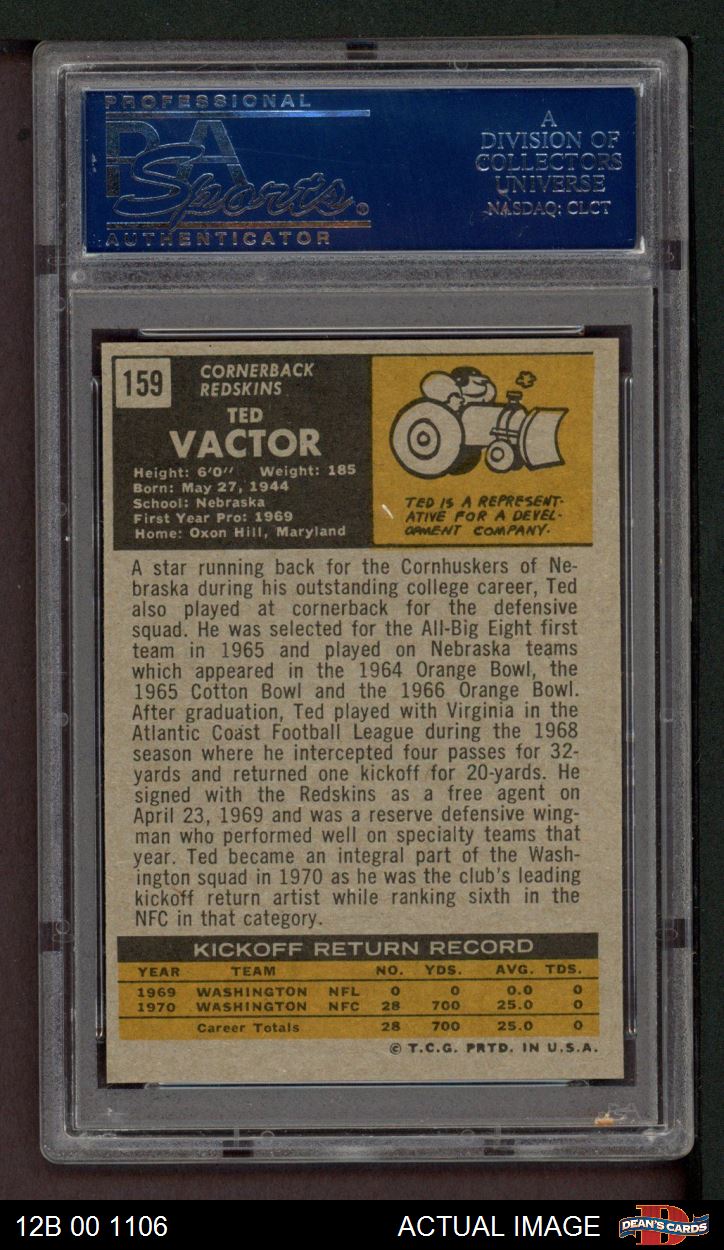 PROFESSIONAL
PSA
Sports®
AUTHENTICATOR
A
DIVISION OF
COLLECTORS
UNIVERSE
NASDAQ: CLCT
159
CORNERBACK
REDSKINS
TED
VACTOR
Height: 6'0'' Weight: 185
Born: May 27, 1944
School: Nebraska
First Year Pro: 1969
Home: Oxon Hill, Maryland
TED IS A REPRESENT-
ATIVE FOR A DEVEL-
OPMENT COMPANY.
A star running back for the Cornhuskers of Ne-
braska during his outstanding college career, Ted
also played at cornerback for the defensive
squad. He was selected for the All-Big Eight first
team in 1965 and played on Nebraska teams
which appeared in the 1964 Orange Bowl, the
1965 Cotton Bowl and the 1966 Orange Bowl.
After graduation, Ted played with Virginia in the
Atlantic Coast Football League during the 1968
season where he intercepted four passes for 32-
yards and returned one kickoff for 20-yards. He
signed with the Redskins as a free agent on
April 23, 1969 and was a reserve defensive wing-
man who performed well on specialty teams that
year. Ted became an integral part of the Wash-
ington squad in 1970 as he was the club's leading
kickoff return artist while ranking sixth in the
NFC in that category.
KICKOFF RETURN RECORD
YEAR TEAM NO. YDS. AVG. TDS.
1969 WASHINGTON NFL 0 0 0.0 0
1970 WASHINGTON NFC 28 700 25.0 0
Career Totals 28 700 25.0 0
© T.C.G. PRTD. IN U.S.A.
PSA
12B 00 1106
ACTUAL IMAGE
D
DEAN'S CARDS